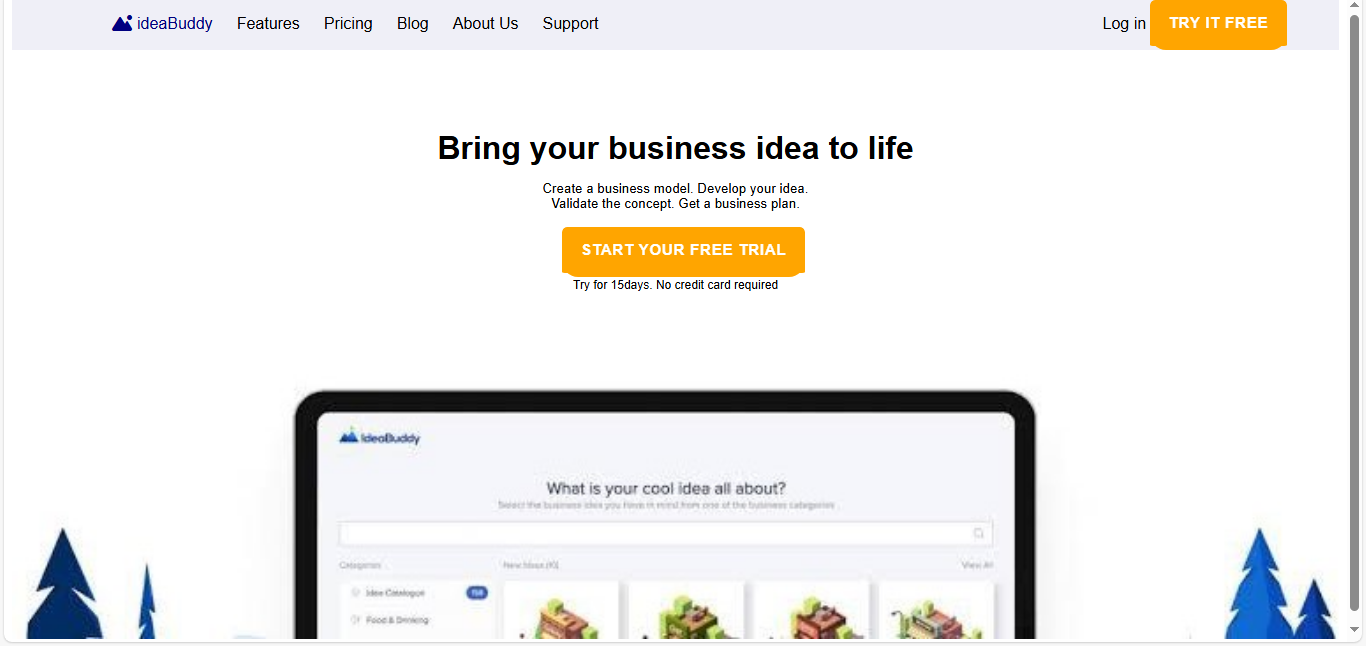 ideaBuddy Features Pricing Blog About Us Support Log in TRY IT FREE
Bring your business idea to life
Create a business model. Develop your idea.
Validate the concept. Get a business plan.
START YOUR FREE TRIAL
Try for 15days. No credit card required
IdeaBuddy
What is your cool idea all about?
Select the business idea you have in mind from one of the business categories
Categories New Ideas View All
Idea Catalogue
Food & Drinking